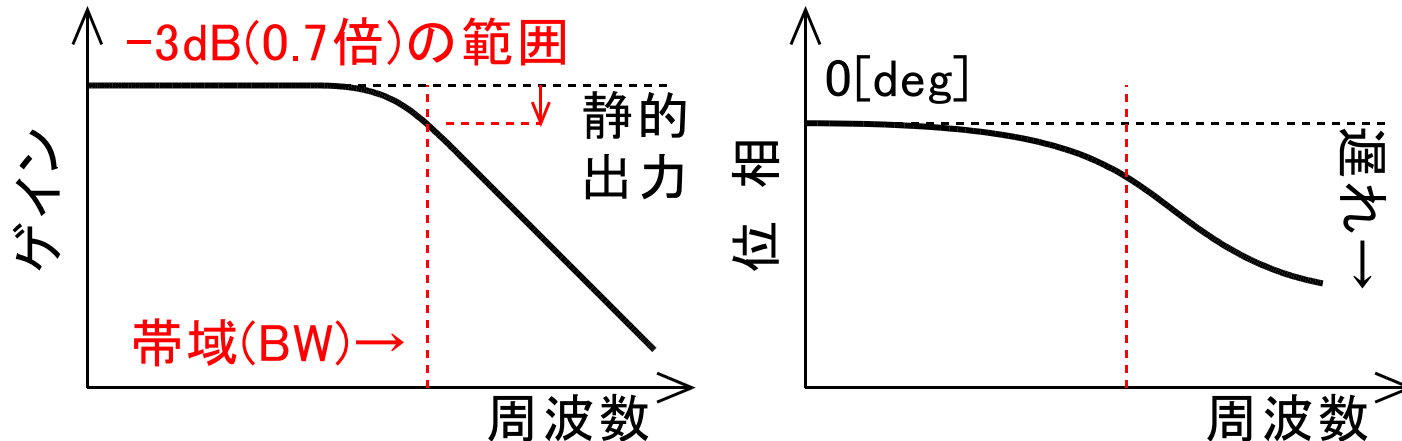 -3dB(0.7倍)の範囲
静的
出力
ゲイン
帯域(BW)→
周波数
0[deg]
位相
遅れ→
周波数